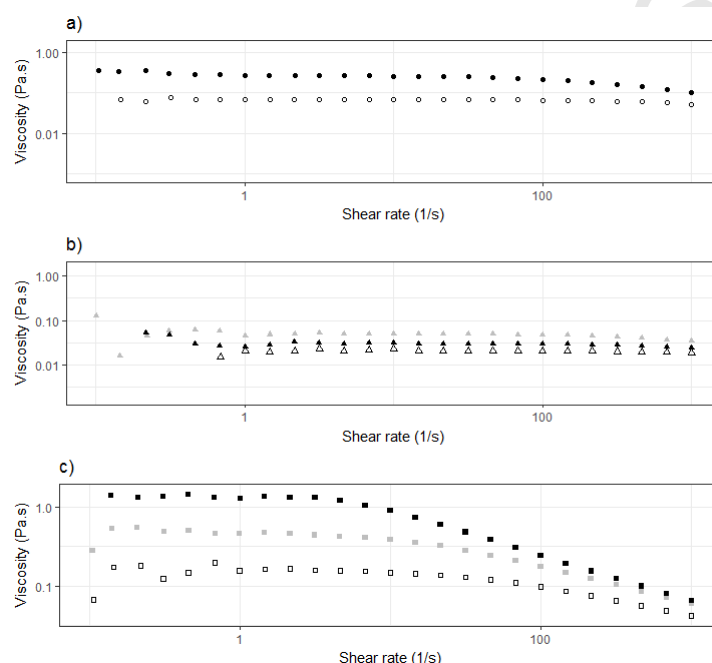 a)
1.00
0.01
Viscosity (Pa.s)
1
100
Shear rate (1/s)
b)
1.00
0.10
0.01
Viscosity (Pa.s)
1
100
Shear rate (1/s)
c)
1.0
0.1
Viscosity (Pa.s)
1
100
Shear rate (1/s)